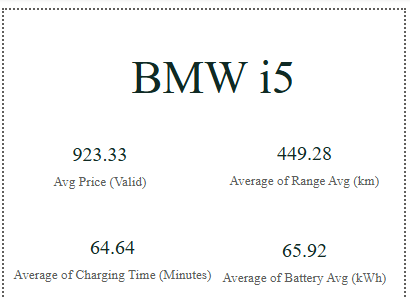 BMW i5
923.33
449.28
Avg Price (Valid)
Average of Range Avg (km)
64.64
65.92
Average of Charging Time (Minutes)
Average of Battery Avg (kWh)